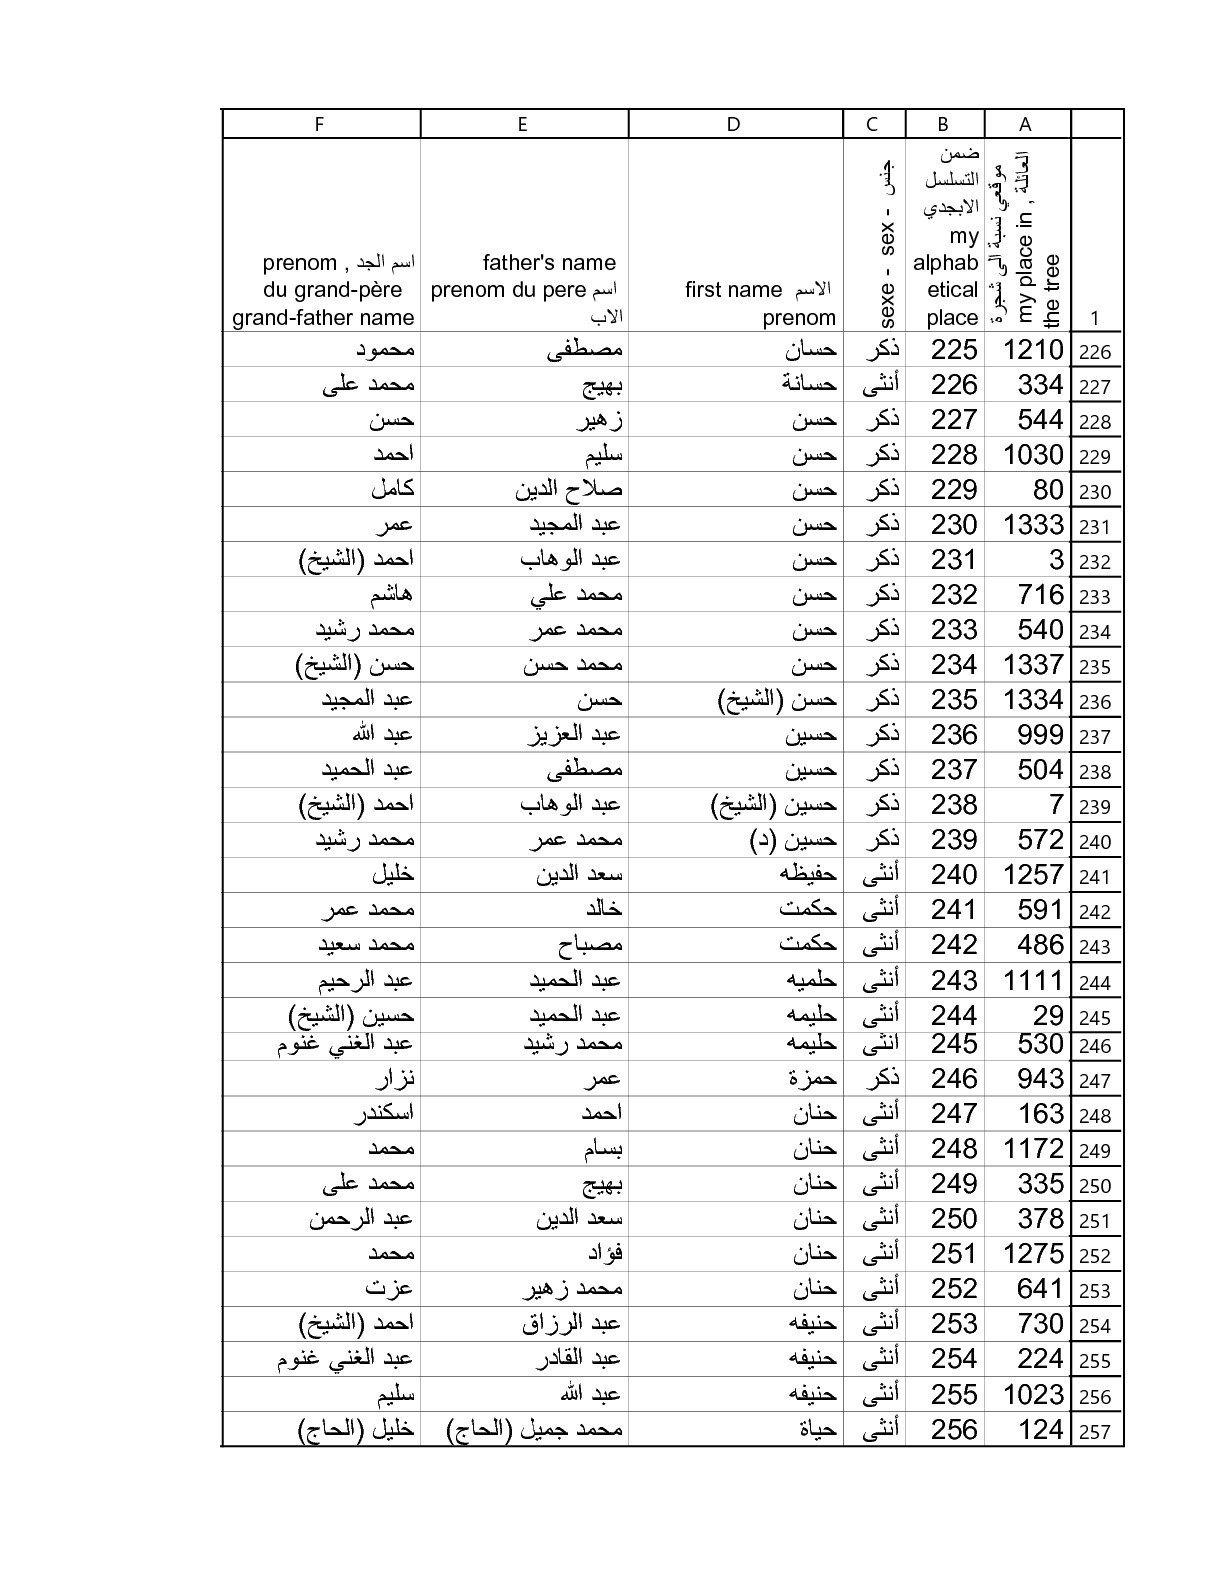 A B C D E F
1 موقعي نسبة الى شجرة العائلة , my place in the tree ضمن التسلسل الابجدي my alphabetical place جنس - sexe - sex الاسم first name prenom father's name prenom du pere اسم الاب اسم الجد , prenom du grand-père grand-father name
226 1210 225 ذكر حسان مصطفى محمود
227 334 226 أنثى حسانة بهيج محمد على
228 544 227 ذكر حسن زهير حسن
229 1030 228 ذكر حسن سليم احمد
230 80 229 ذكر حسن صلاح الدين كامل
231 1333 230 ذكر حسن عبد المجيد عمر
232 3 231 ذكر حسن عبد الوهاب احمد (الشيخ)
233 716 232 ذكر حسن محمد علي هاشم
234 540 233 ذكر حسن محمد عمر محمد رشيد
235 1337 234 ذكر حسن محمد حسن حسن (الشيخ)
236 1334 235 ذكر حسن (الشيخ) حسن عبد المجيد
237 999 236 ذكر حسين عبد العزيز عبد الله
238 504 237 ذكر حسين مصطفى عبد الحميد
239 7 238 ذكر حسين (الشيخ) عبد الوهاب احمد (الشيخ)
240 572 239 ذكر حسين (د) محمد عمر محمد رشيد
241 1257 240 أنثى حفيظه سعد الدين خليل
242 591 241 أنثى حكمت خالد محمد عمر
243 486 242 أنثى حكمت مصباح محمد سعيد
244 1111 243 أنثى حلميه عبد الحميد عبد الرحيم
245 29 244 أنثى حليمه عبد الحميد حسين (الشيخ)
246 530 245 انثى حليمه محمد رشيد عبد الغني غنوم
247 943 246 ذكر حمزة عمر نزار
248 163 247 أنثى حنان احمد اسكندر
249 1172 248 أنثى حنان بسام محمد
250 335 249 أنثى حنان بهيج محمد على
251 378 250 أنثى حنان سعد الدين عبد الرحمن
252 1275 251 أنثى حنان فؤاد محمد
253 641 252 أنثى حنان محمد زهير عزت
254 730 253 أنثى حنيفه عبد الرزاق احمد (الشيخ)
255 224 254 أنثى حنيفه عبد القادر عبد الغني غنوم
256 1023 255 أنثى حنيفه عبد الله سليم
257 124 256 أنثى حياة محمد جميل (الحاج) خليل (الحاج)